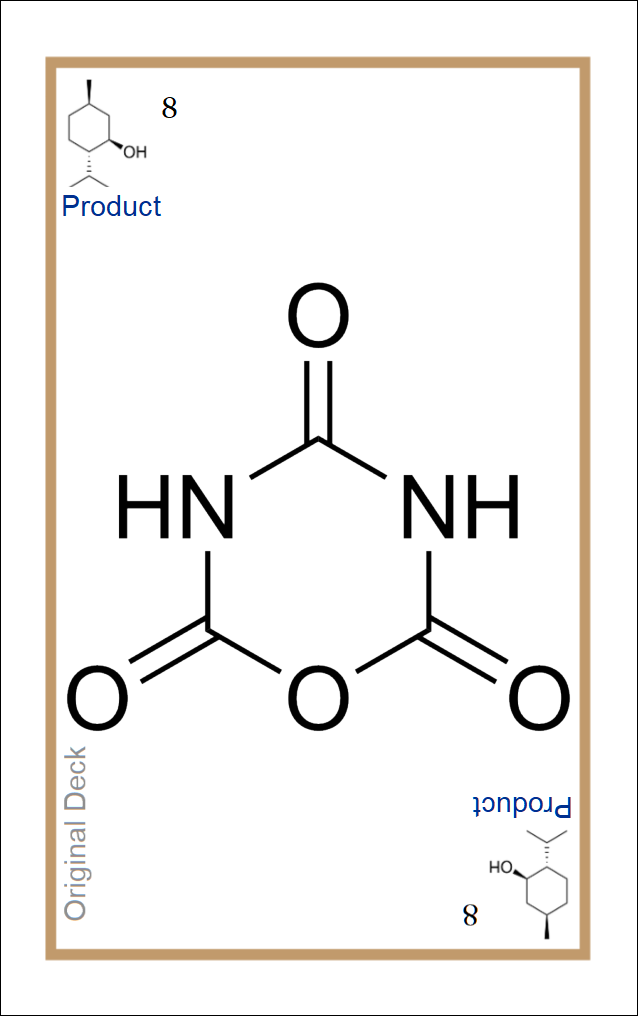 8
OH
Product
O
HN NH
O O O
Original Deck
Product
HO
8